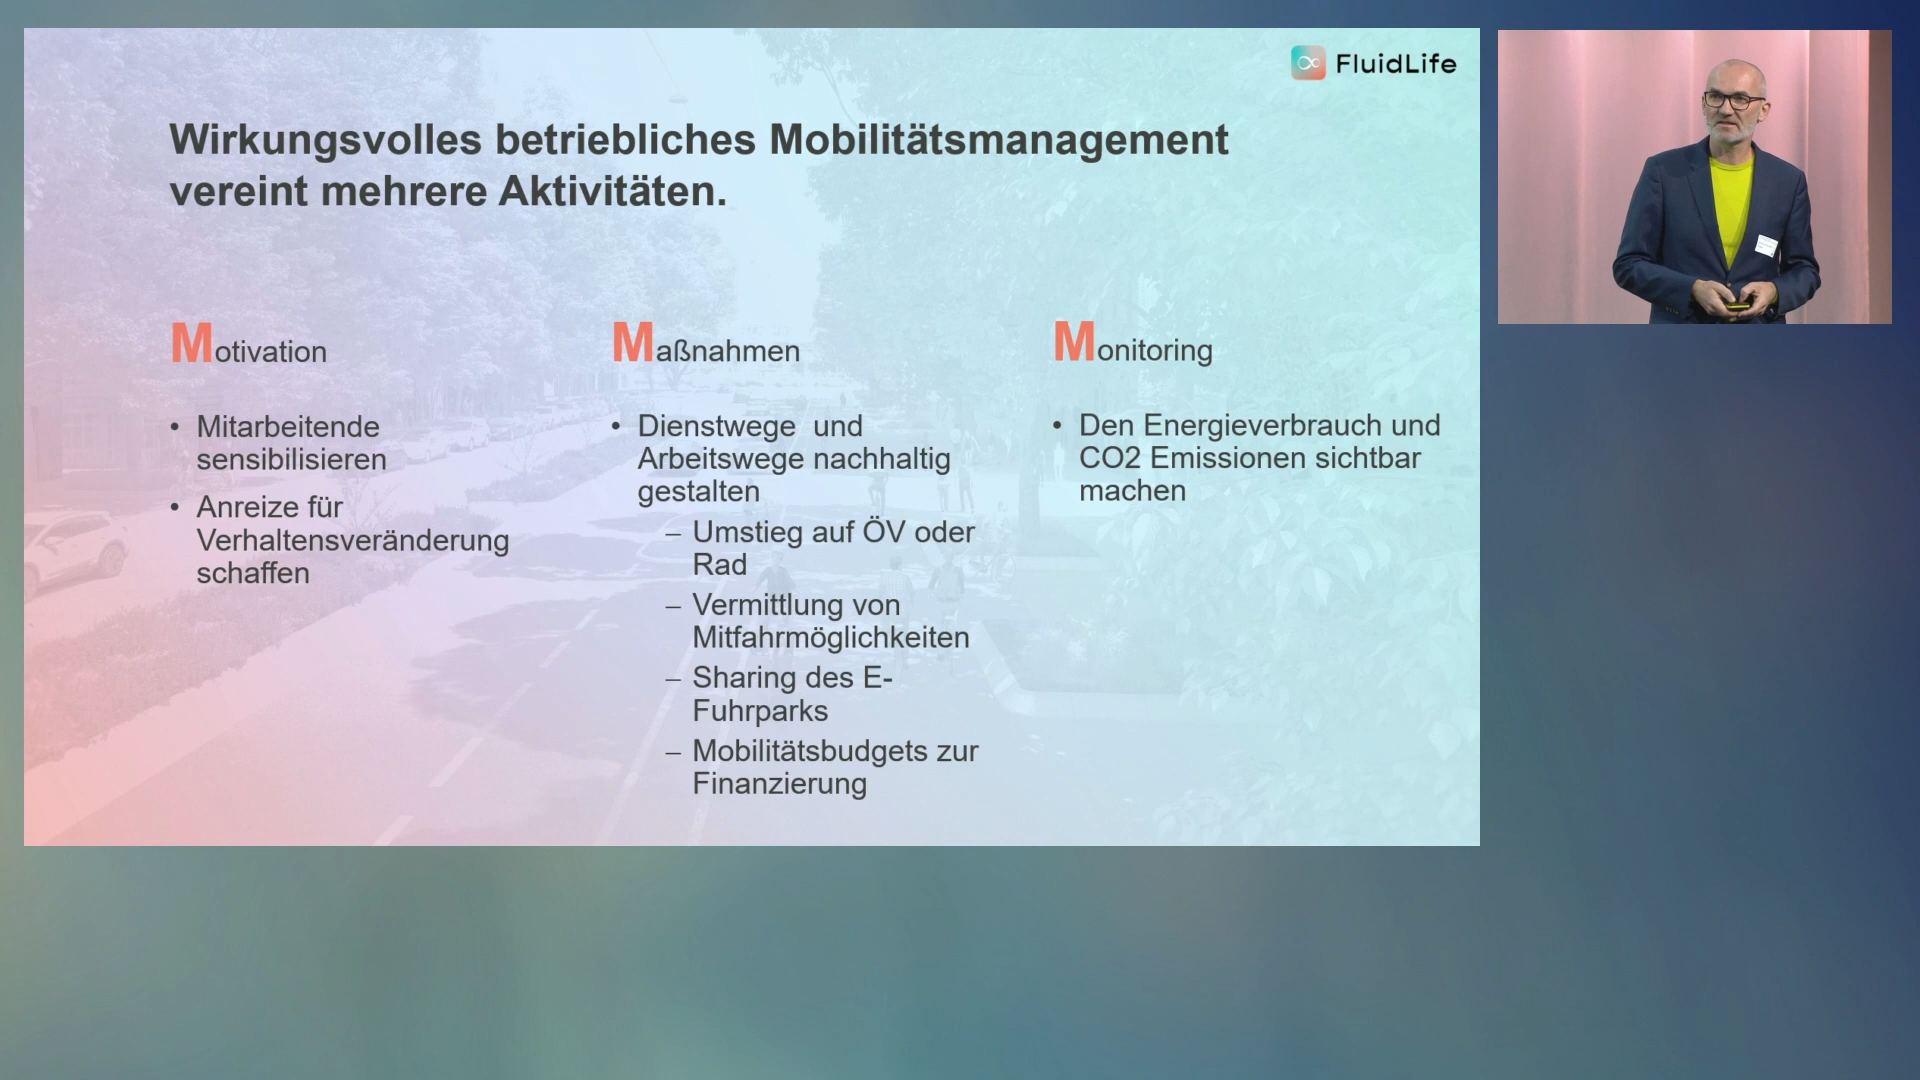 FluidLife
Wirkungsvolles betriebliches Mobilitätsmanagement
vereint mehrere Aktivitäten.
Motivation
• Mitarbeitende
sensibilisieren
• Anreize für
Verhaltensveränderung
schaffen
Maßnahmen
• Dienstwege und
Arbeitswege nachhaltig
gestalten
– Umstieg auf ÖV oder
Rad
– Vermittlung von
Mitfahrmöglichkeiten
– Sharing des E-
Fuhrparks
– Mobilitätsbudgets zur
Finanzierung
Monitoring
• Den Energieverbrauch und
CO2 Emissionen sichtbar
machen